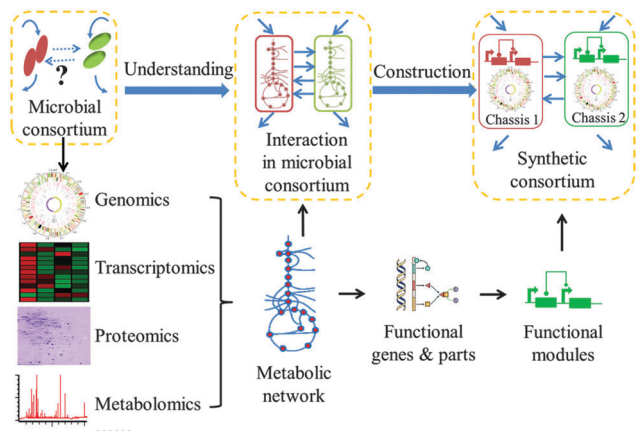 ?
Microbial
consortium
Understanding
Interaction
in microbial
consortium
Construction
Chassis 1
Chassis 2
Synthetic
consortium
Genomics
Transcriptomics
Proteomics
Metabolomics
......
Metabolic
network
Functional
genes & parts
Functional
modules